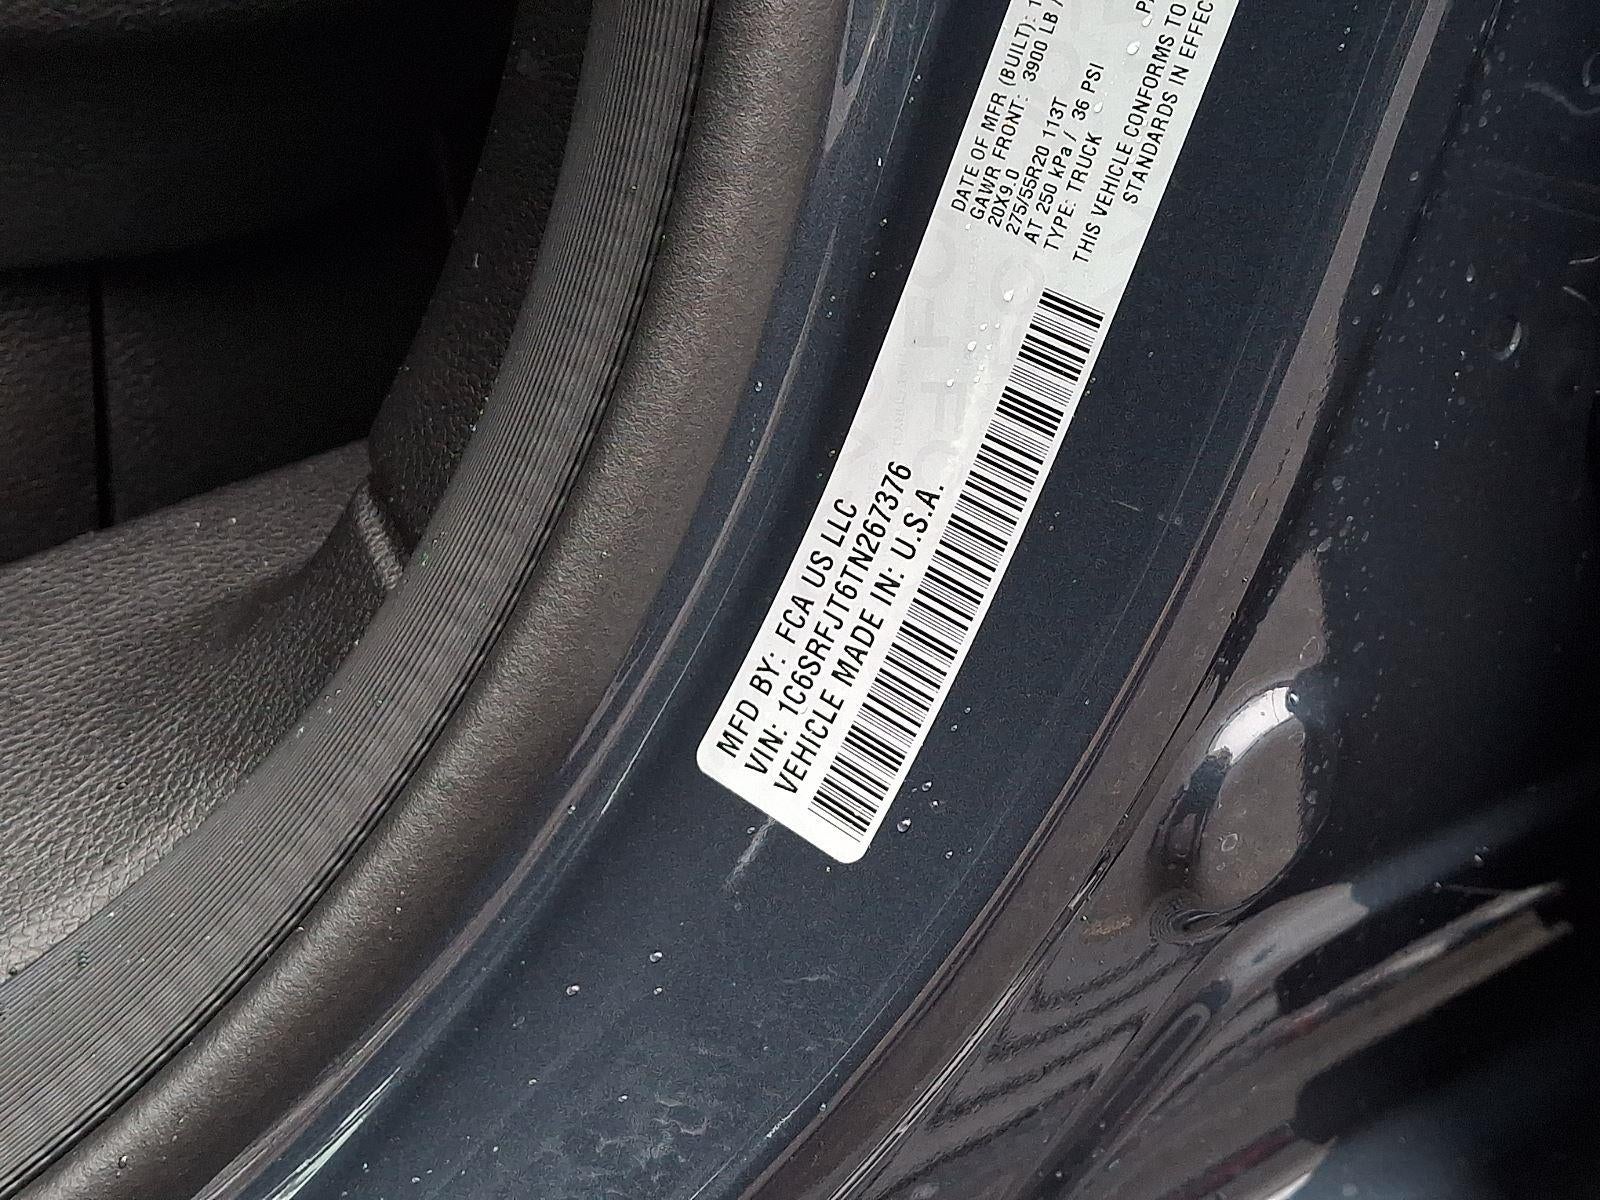 MFD BY: FCA US LLC
VIN: 1C6SRFJT6TN267376
VEHICLE MADE IN: U.S.A.
DATE OF MFR (BUILT):
GAWR FRONT: 3900 LB /
20X9.0
275/55R20 113T
AT 250 kPa / 36 PSI
TYPE: TRUCK
THIS VEHICLE CONFORMS TO
STANDARDS IN EFFEC